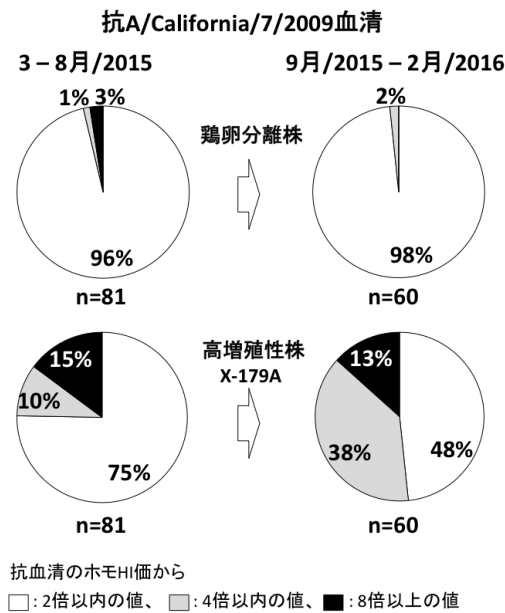 抗A/California/7/2009血清
3 – 8月/2015
9月/2015 – 2月/2016
1% 3%
96%
n=81
鶏卵分離株
2%
98%
n=60
15%
10%
75%
n=81
高増殖性株
X-179A
13%
38%
48%
n=60
抗血清のホモHI価から
: 2倍以内の値、 : 4倍以内の値、 : 8倍以上の値